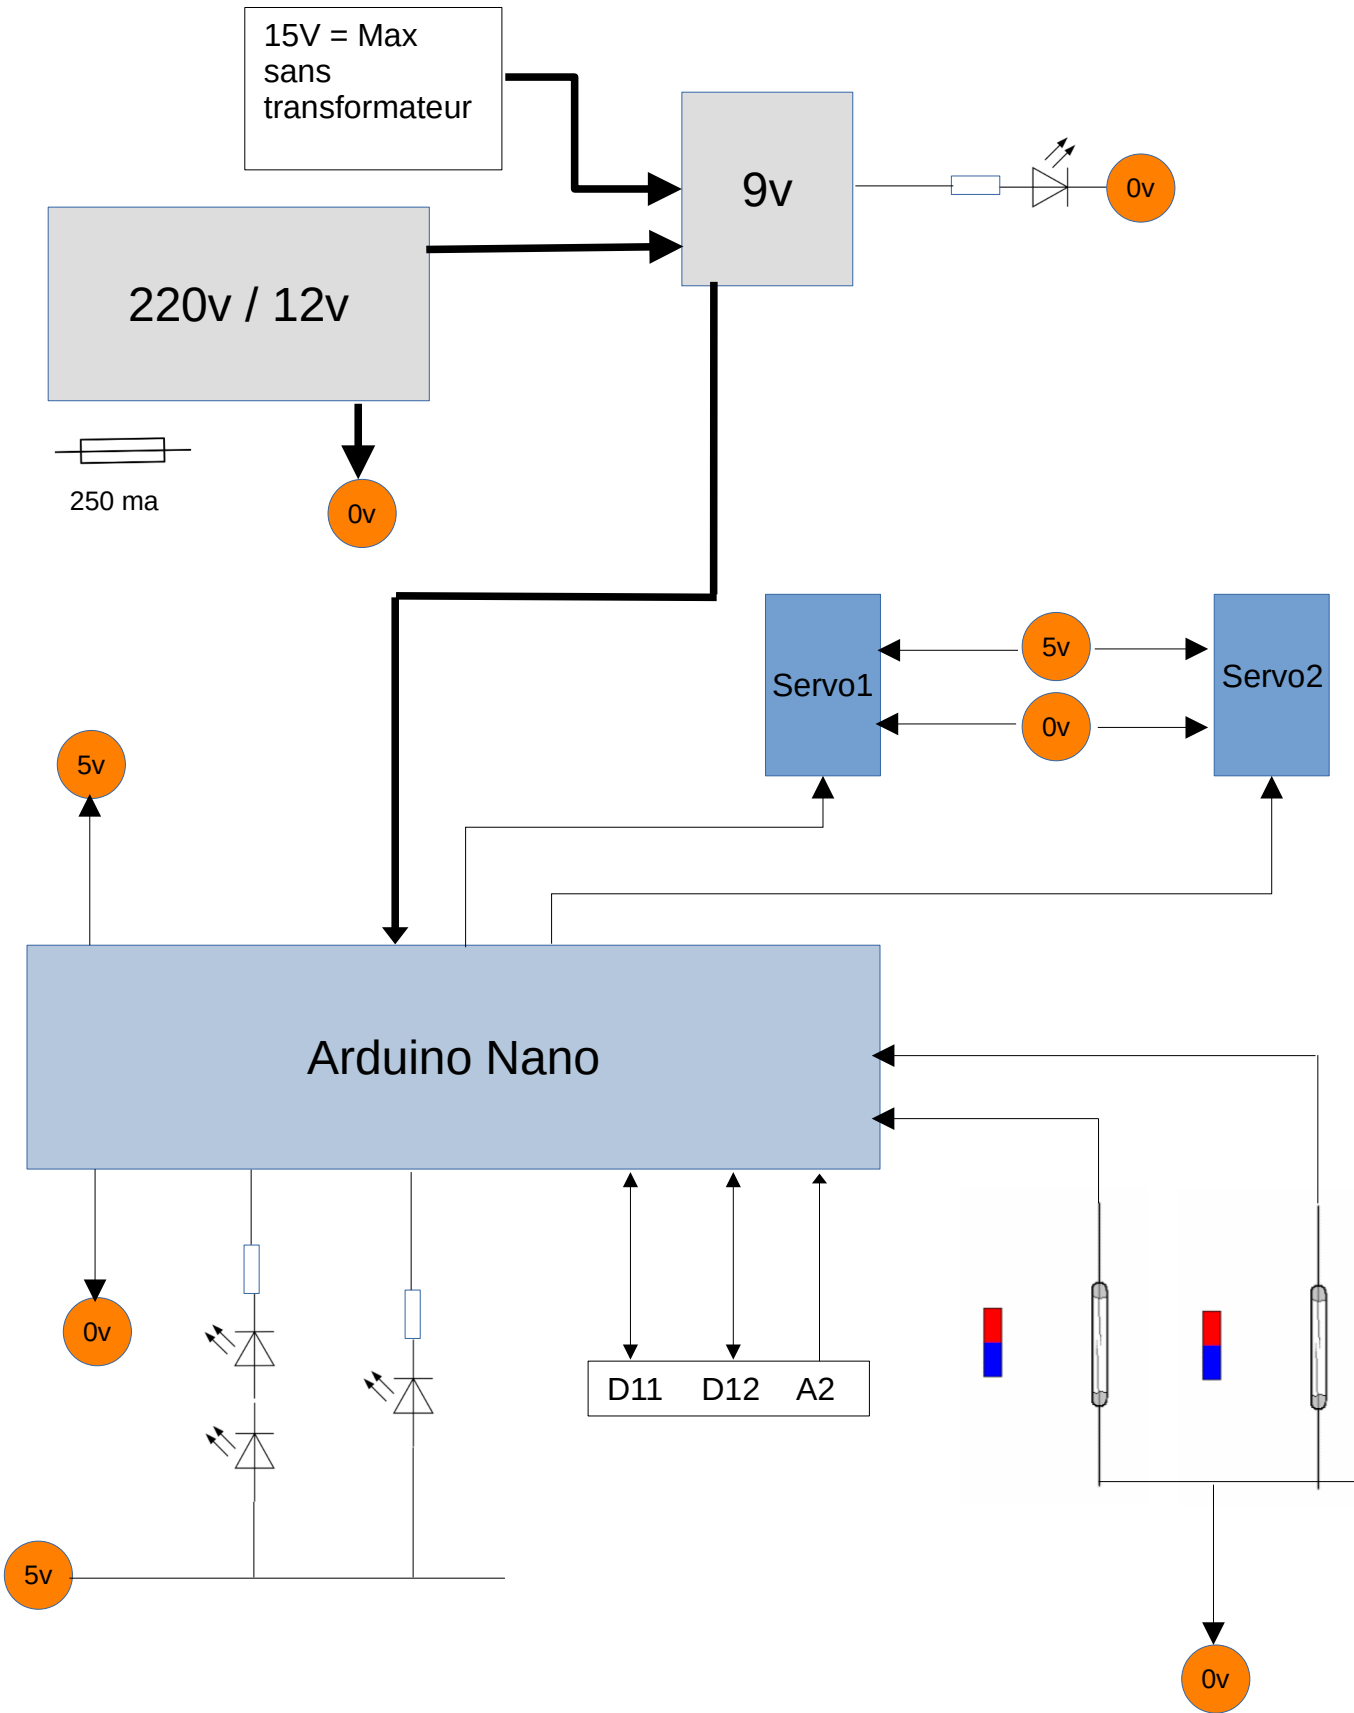 15V = Max
sans
transformateur
9v
0v
220v / 12v
250 ma
0v
Servo1
5v
0v
Servo2
5v
Arduino Nano
0v
D11 D12 A2
5v
0v